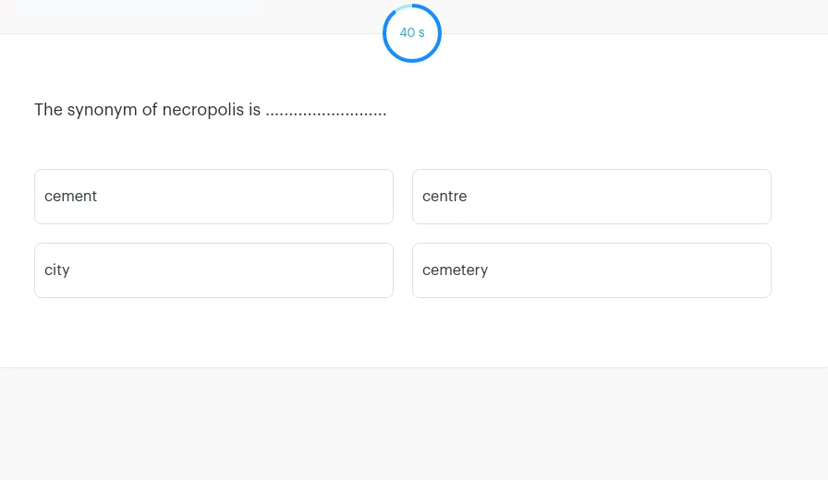 40 s
The synonym of necropolis is ..........................
cement
centre
city
cemetery